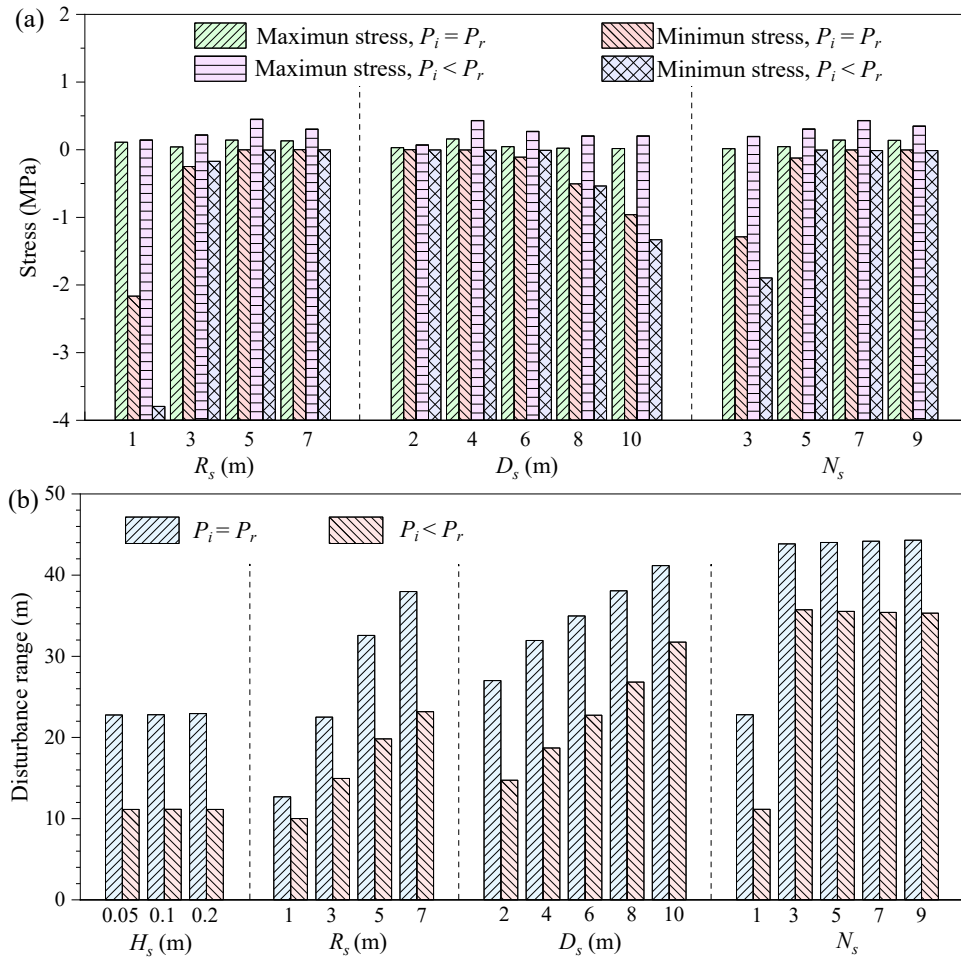 (a)
2
1
0
-1
-2
-3
-4
Stress (MPa)
Maximun stress, P_i = P_r
Minimun stress, P_i = P_r
Maximun stress, P_i < P_r
Minimun stress, P_i < P_r
1 3 5 7 2 4 6 8 10 3 5 7 9
R_s (m) D_s (m) N_s
(b)
50
40
30
20
10
0
Disturbance range (m)
P_i = P_r P_i < P_r
0.05 0.1 0.2 1 3 5 7 2 4 6 8 10 1 3 5 7 9
H_s (m) R_s (m) D_s (m) N_s